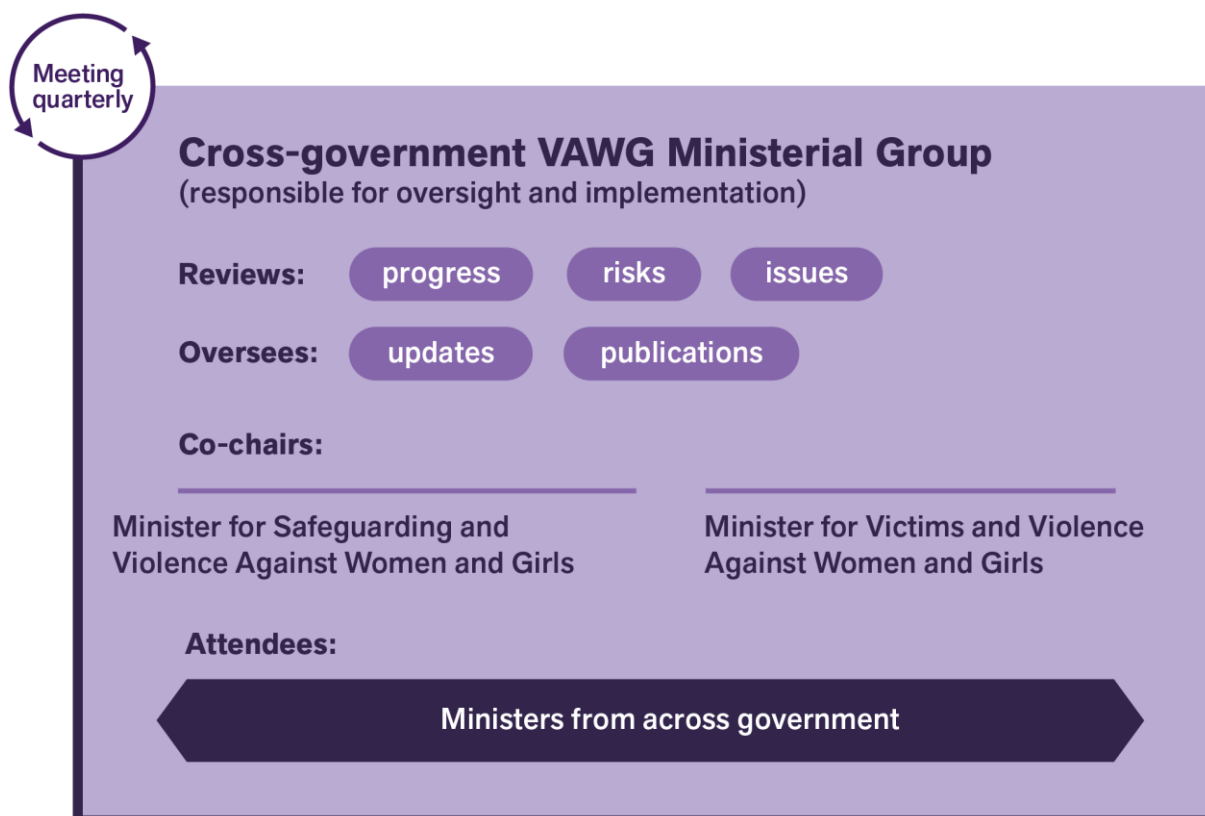 Meeting
quarterly
Cross-government VAWG Ministerial Group
(responsible for oversight and implementation)
Reviews: progress risks issues
Oversees: updates publications
Co-chairs:
Minister for Safeguarding and
Violence Against Women and Girls
Minister for Victims and Violence
Against Women and Girls
Attendees:
Ministers from across government